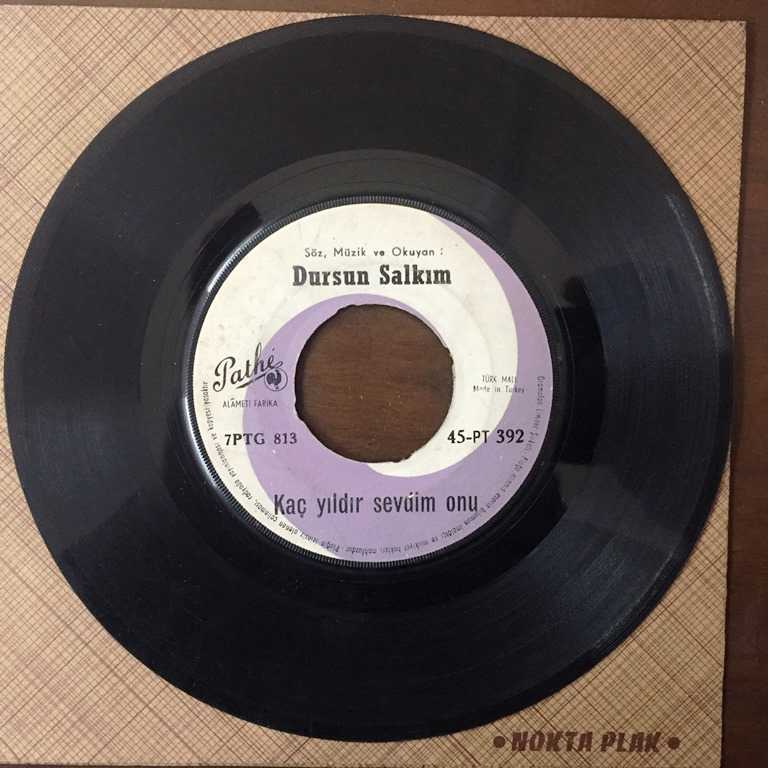 Söz, Müzik ve Okuyan :
Dursun Salkım
Pathé
ALÂMETİ FARİKA
TÜRK MALI
Made in Turkey
7PTG 813
45-PT 392
Kaç yıldır sevdim onu
• NOKTA PLAK •